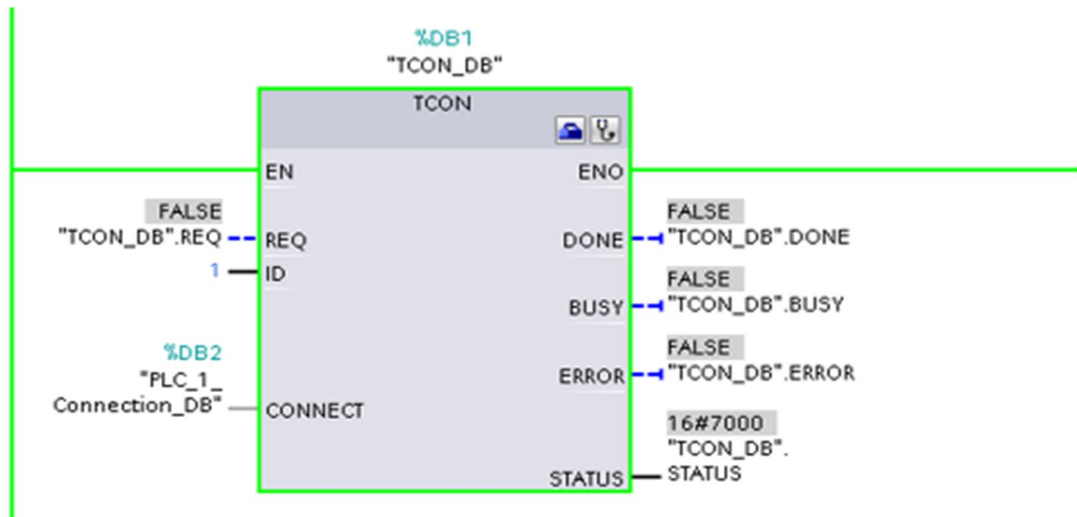 %DB1
"TCON_DB"
TCON
EN
ENO
FALSE
"TCON_DB".REQ
REQ
1
ID
FALSE
DONE
"TCON_DB".DONE
FALSE
BUSY
"TCON_DB".BUSY
FALSE
ERROR
"TCON_DB".ERROR
%DB2
"PLC_1_
Connection_DB"
CONNECT
16#7000
"TCON_DB".
STATUS
STATUS